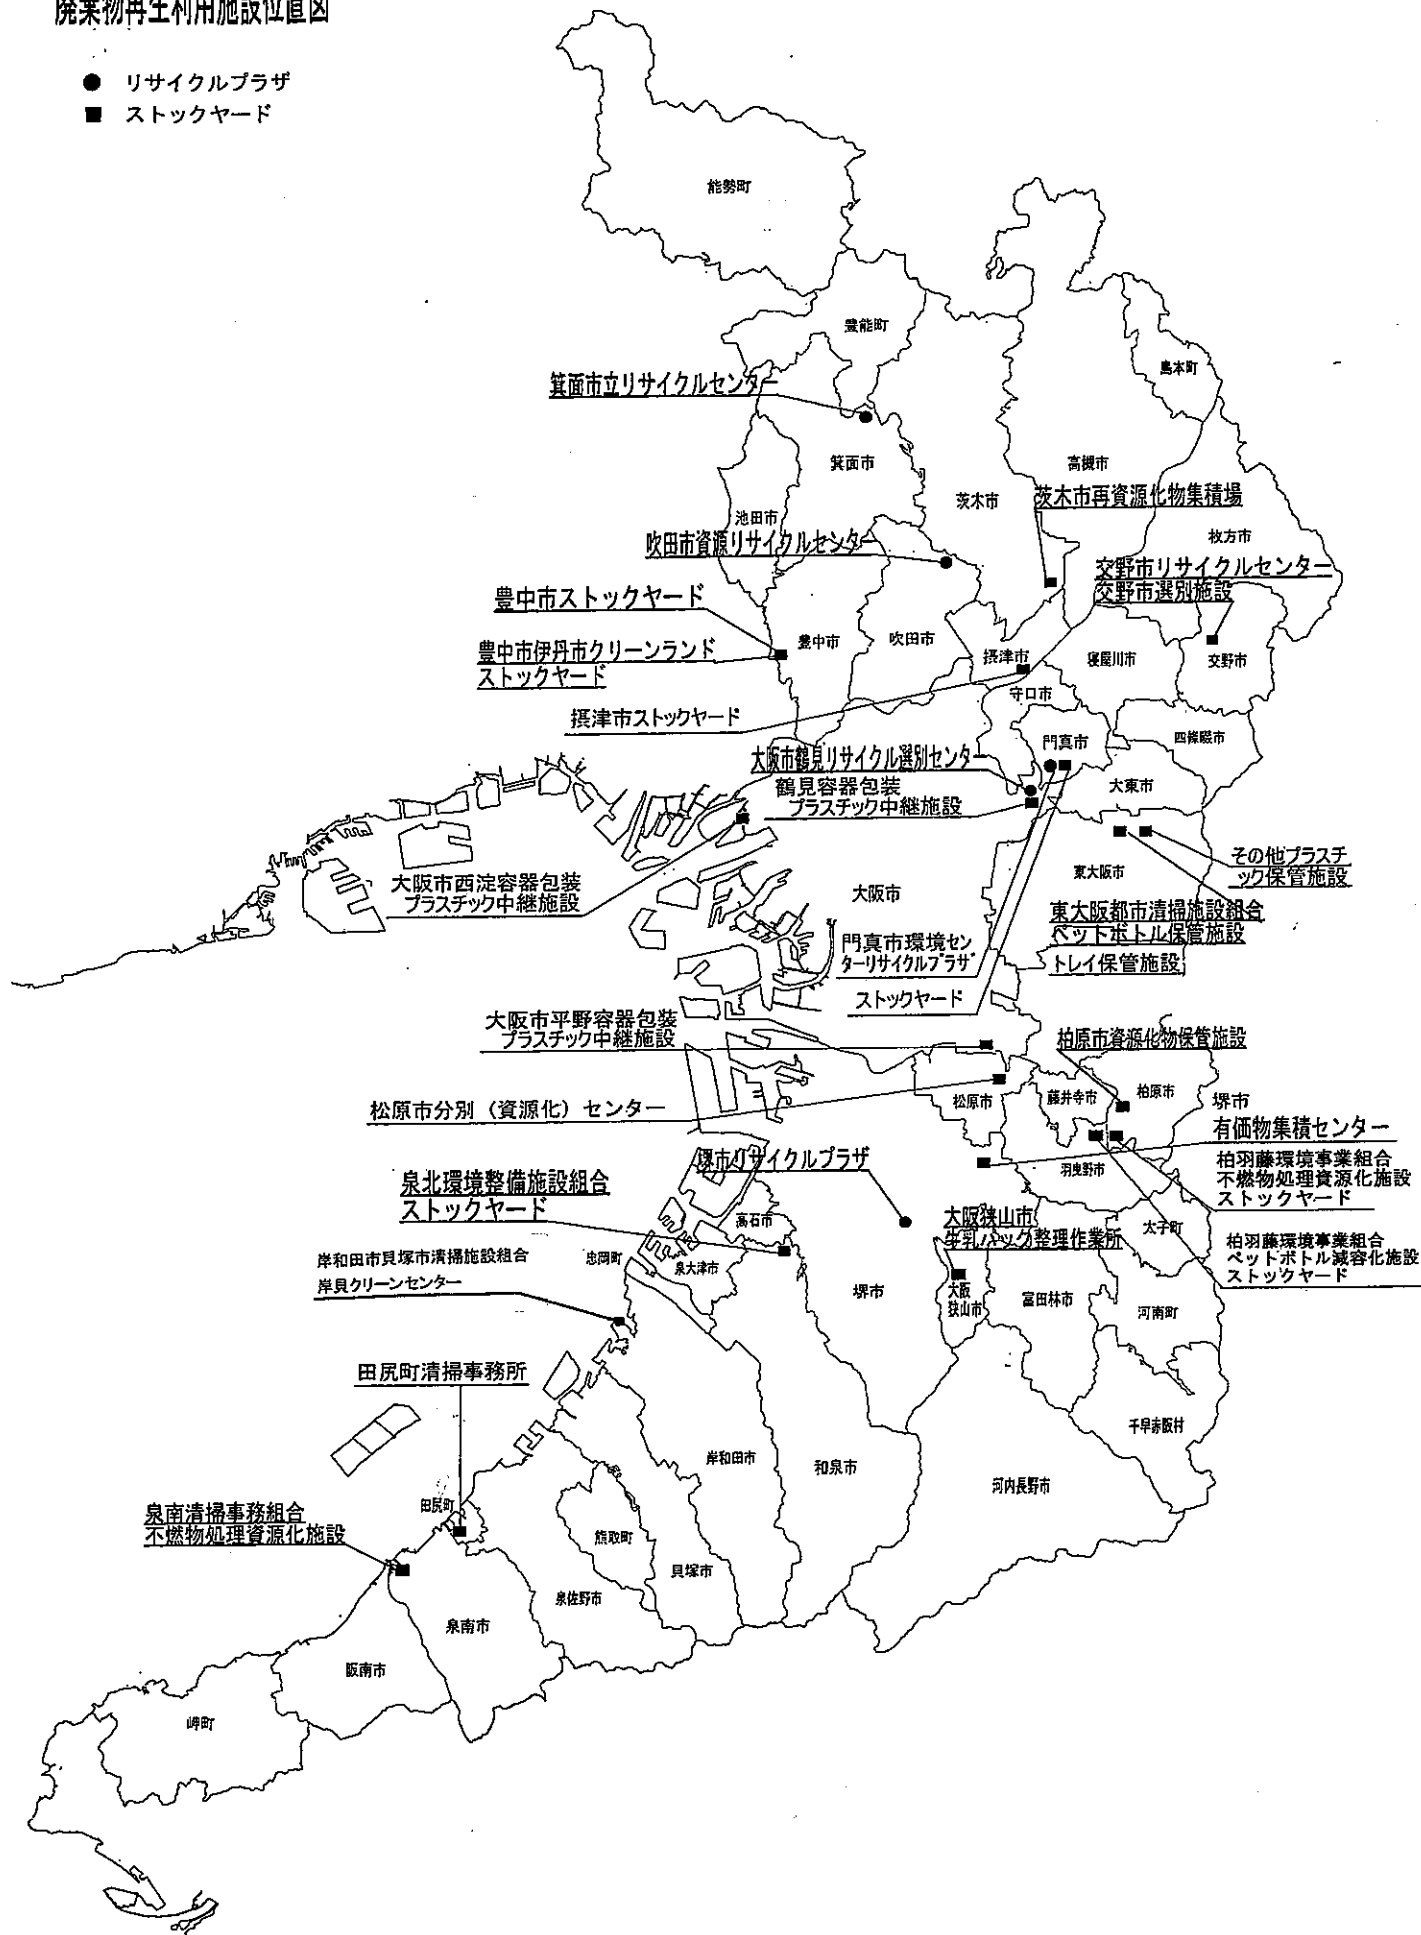 廃棄物再生利用施設位置図
● リサイクルプラザ
■ ストックヤード
能勢町
豊能町
島本町
箕面市立リサイクルセンター
箕面市
高槻市
茨木市
茨木市再資源化物集積場
池田市
枚方市
吹田市資源リサイクルセンター
交野市リサイクルセンター
交野市選別施設
豊中市ストックヤード
豊中市
吹田市
摂津市
寝屋川市
交野市
豊中市伊丹市クリーンランド
ストックヤード
守口市
摂津市ストックヤード
門真市
四條畷市
大阪市鶴見リサイクル選別センター
鶴見容器包装
プラスチック中継施設
大東市
その他プラスチ
ック保管施設
東大阪市
大阪市西淀容器包装
プラスチック中継施設
大阪市
東大阪都市清掃施設組合
ペットボトル保管施設
トレイ保管施設
門真市環境セン
ターリサイクルプラザ
ストックヤード
大阪市平野容器包装
プラスチック中継施設
柏原市資源化物保管施設
松原市分別（資源化）センター
松原市
藤井寺市
柏原市
堺市
有価物集積センター
堺市リサイクルプラザ
羽曳野市
柏羽藤環境事業組合
不燃物処理資源化施設
ストックヤード
泉北環境整備施設組合
ストックヤード
高石市
大阪狭山市
牛乳パック整理作業所
太子町
柏羽藤環境事業組合
ペットボトル減容化施設
ストックヤード
岸和田市貝塚市清掃施設組合
岸貝クリーンセンター
忠岡町
泉大津市
堺市
大阪
狭山市
富田林市
河南町
田尻町清掃事務所
千早赤阪村
岸和田市
和泉市
河内長野市
田尻町
泉南清掃事務組合
不燃物処理資源化施設
熊取町
貝塚市
泉佐野市
泉南市
阪南市
岬町